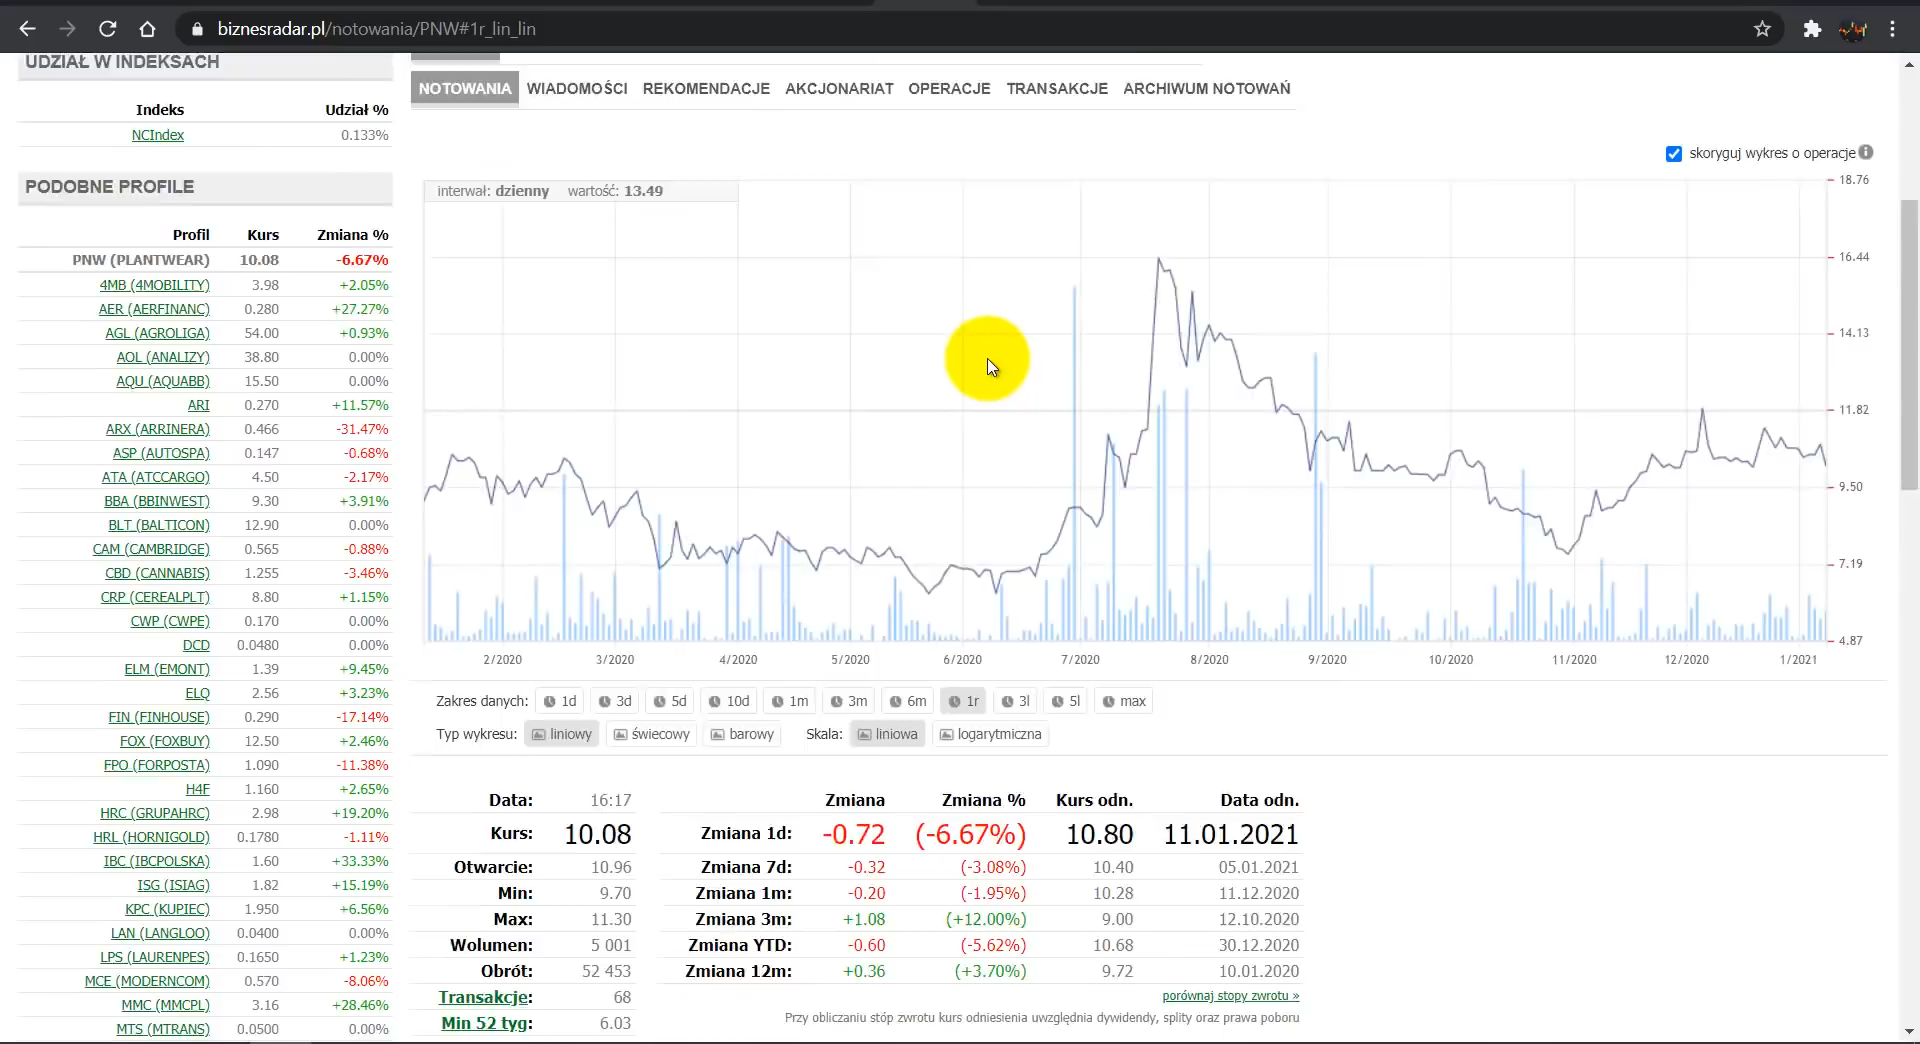 biznesradar.pl/notowania/PNW#1r_lin_lin
UDZIAŁ W INDEKSACH
Indeks Udział %
NCIndex 0.133%
PODOBNE PROFILE
Profil Kurs Zmiana %
PNW (PLANTWEAR) 10.08 -6.67%
4MB (4MOBILITY) 3.98 +2.05%
AER (AERFINANC) 0.280 +27.27%
AGL (AGROLIGA) 54.00 +0.93%
AOL (ANALIZY) 38.80 0.00%
AQU (AQUABB) 15.50 0.00%
ARI 0.270 +11.57%
ARX (ARRINERA) 0.466 -31.47%
ASP (AUTOSPA) 0.147 -0.68%
ATA (ATCCARGO) 4.50 -2.17%
BBA (BBINWEST) 9.30 +3.91%
BLT (BALTICON) 12.90 0.00%
CAM (CAMBRIDGE) 0.565 -0.88%
CBD (CANNABIS) 1.255 -3.46%
CRP (CEREALPLT) 8.80 +1.15%
CWP (CWPE) 0.170 0.00%
DCD 0.0480 0.00%
ELM (EMONT) 1.39 +9.45%
ELQ 2.56 +3.23%
FIN (FINHOUSE) 0.290 -17.14%
FOX (FOXBUY) 12.50 +2.46%
FPO (FORPOSTA) 1.090 -11.38%
H4F 1.160 +2.65%
HRC (GRUPAHRC) 2.98 +19.20%
HRL (HORNIGOLD) 0.1780 -1.11%
IBC (IBCPOLSKA) 1.60 +33.33%
ISG (ISIAG) 1.82 +15.19%
KPC (KUPIEC) 1.950 +6.56%
LAN (LANGLOO) 0.0400 0.00%
LPS (LAURENPES) 0.1650 +1.23%
MCE (MODERNCOM) 0.570 -8.06%
MMC (MMCPL) 3.16 +28.46%
MTS (MTRANS) 0.0500 0.00%
NOTOWANIA WIADOMOŚCI REKOMENDACJE AKCJONARIAT OPERACJE TRANSAKCJE ARCHIWUM NOTOWAŃ
skoryguj wykres o operacje
interwał: dzienny wartość: 13.49
18.76
16.44
14.13
11.82
9.50
7.19
4.87
2/2020 3/2020 4/2020 5/2020 6/2020 7/2020 8/2020 9/2020 10/2020 11/2020 12/2020 1/2021
Zakres danych: 1d 3d 5d 10d 1m 3m 6m 1r 3l 5l max
Typ wykresu: liniowy świecowy barowy Skala: liniowa logarytmiczna
Data: 16:17
Kurs: 10.08
Otwarcie: 10.96
Min: 9.70
Max: 11.30
Wolumen: 5 001
Obrót: 52 453
Transakcje: 68
Min 52 tyg: 6.03
Zmiana Zmiana % Kurs odn. Data odn.
Zmiana 1d: -0.72 (-6.67%) 10.80 11.01.2021
Zmiana 7d: -0.32 (-3.08%) 10.40 05.01.2021
Zmiana 1m: -0.20 (-1.95%) 10.28 11.12.2020
Zmiana 3m: +1.08 (+12.00%) 9.00 12.10.2020
Zmiana YTD: -0.60 (-5.62%) 10.68 30.12.2020
Zmiana 12m: +0.36 (+3.70%) 9.72 10.01.2020
porównaj stopy zwrotu »
Przy obliczaniu stóp zwrotu kurs odniesienia uwzględnia dywidendy, splity oraz prawa poboru